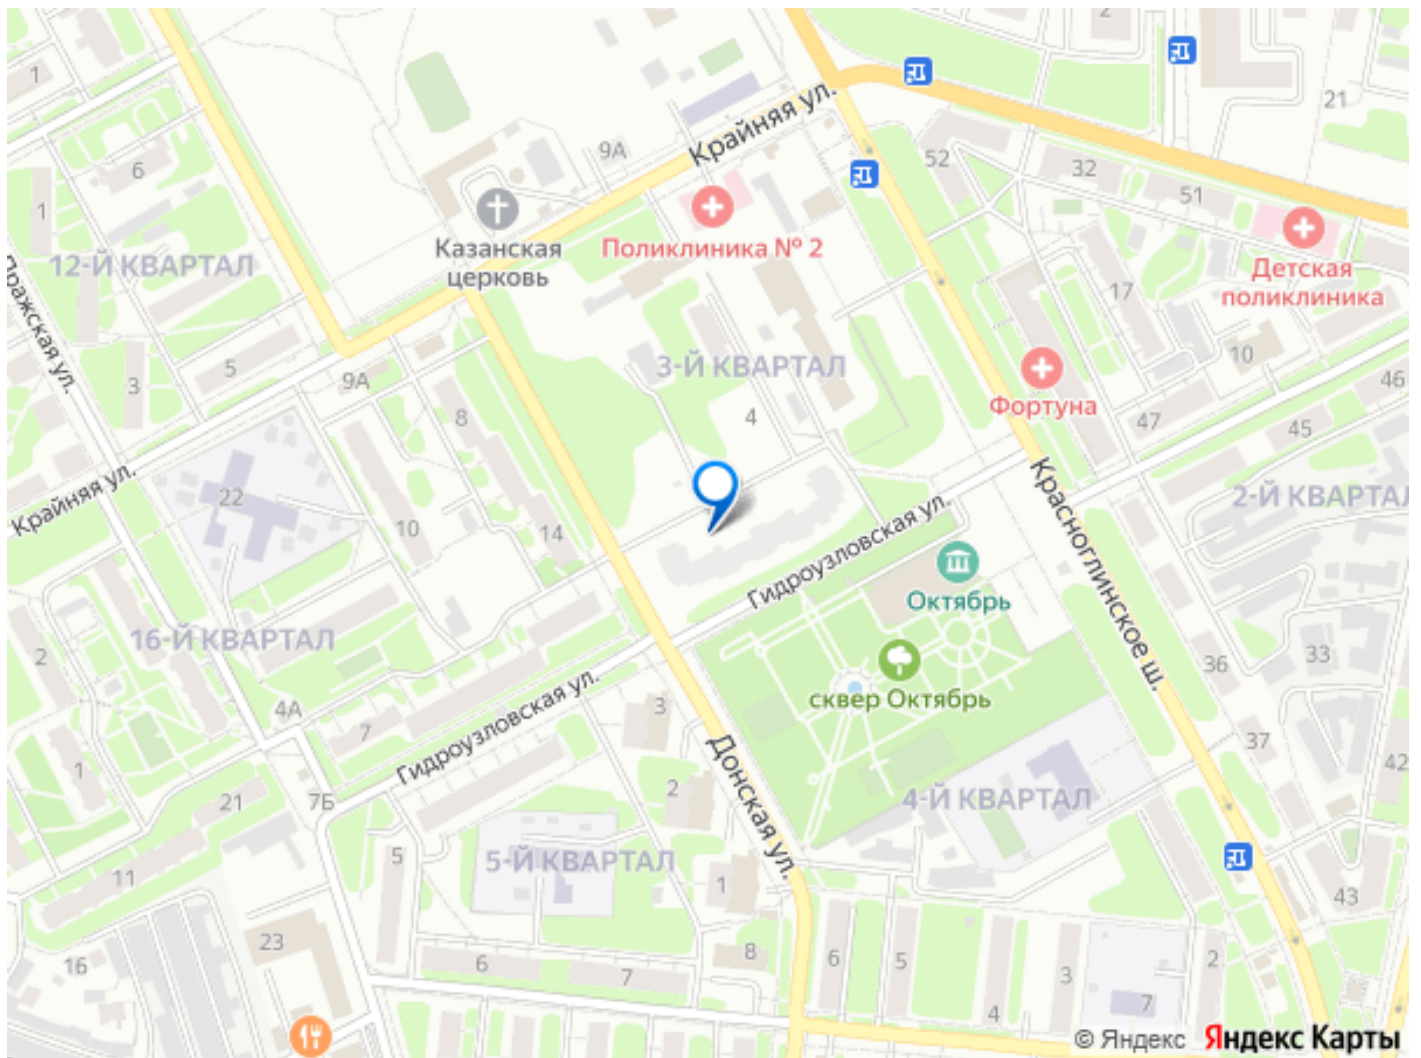 2
1
21
Крайняя ул.
9А
52
32
51
6
1
Казанская
церковь
Поликлиника № 2
Детская
поликлиника
12-Й КВАРТАЛ
17
Пражская ул.
3-Й КВАРТАЛ
10
5
3
9А
46
Фортуна
8
4
47
45
22
Крайняя ул.
2-Й КВАРТАЛ
10
14
Гидроузловская ул.
Октябрь
Красноглинское ш.
16-Й КВАРТАЛ
2
33
36
сквер Октябрь
4А
7
3
Гидроузловская ул.
Донская ул.
37
42
1
21
7Б
2
4-Й КВАРТАЛ
5
5-Й КВАРТАЛ
11
1
43
23
8
6
5
2
16
6
7
3
4
7
© Яндекс Яндекс Карты